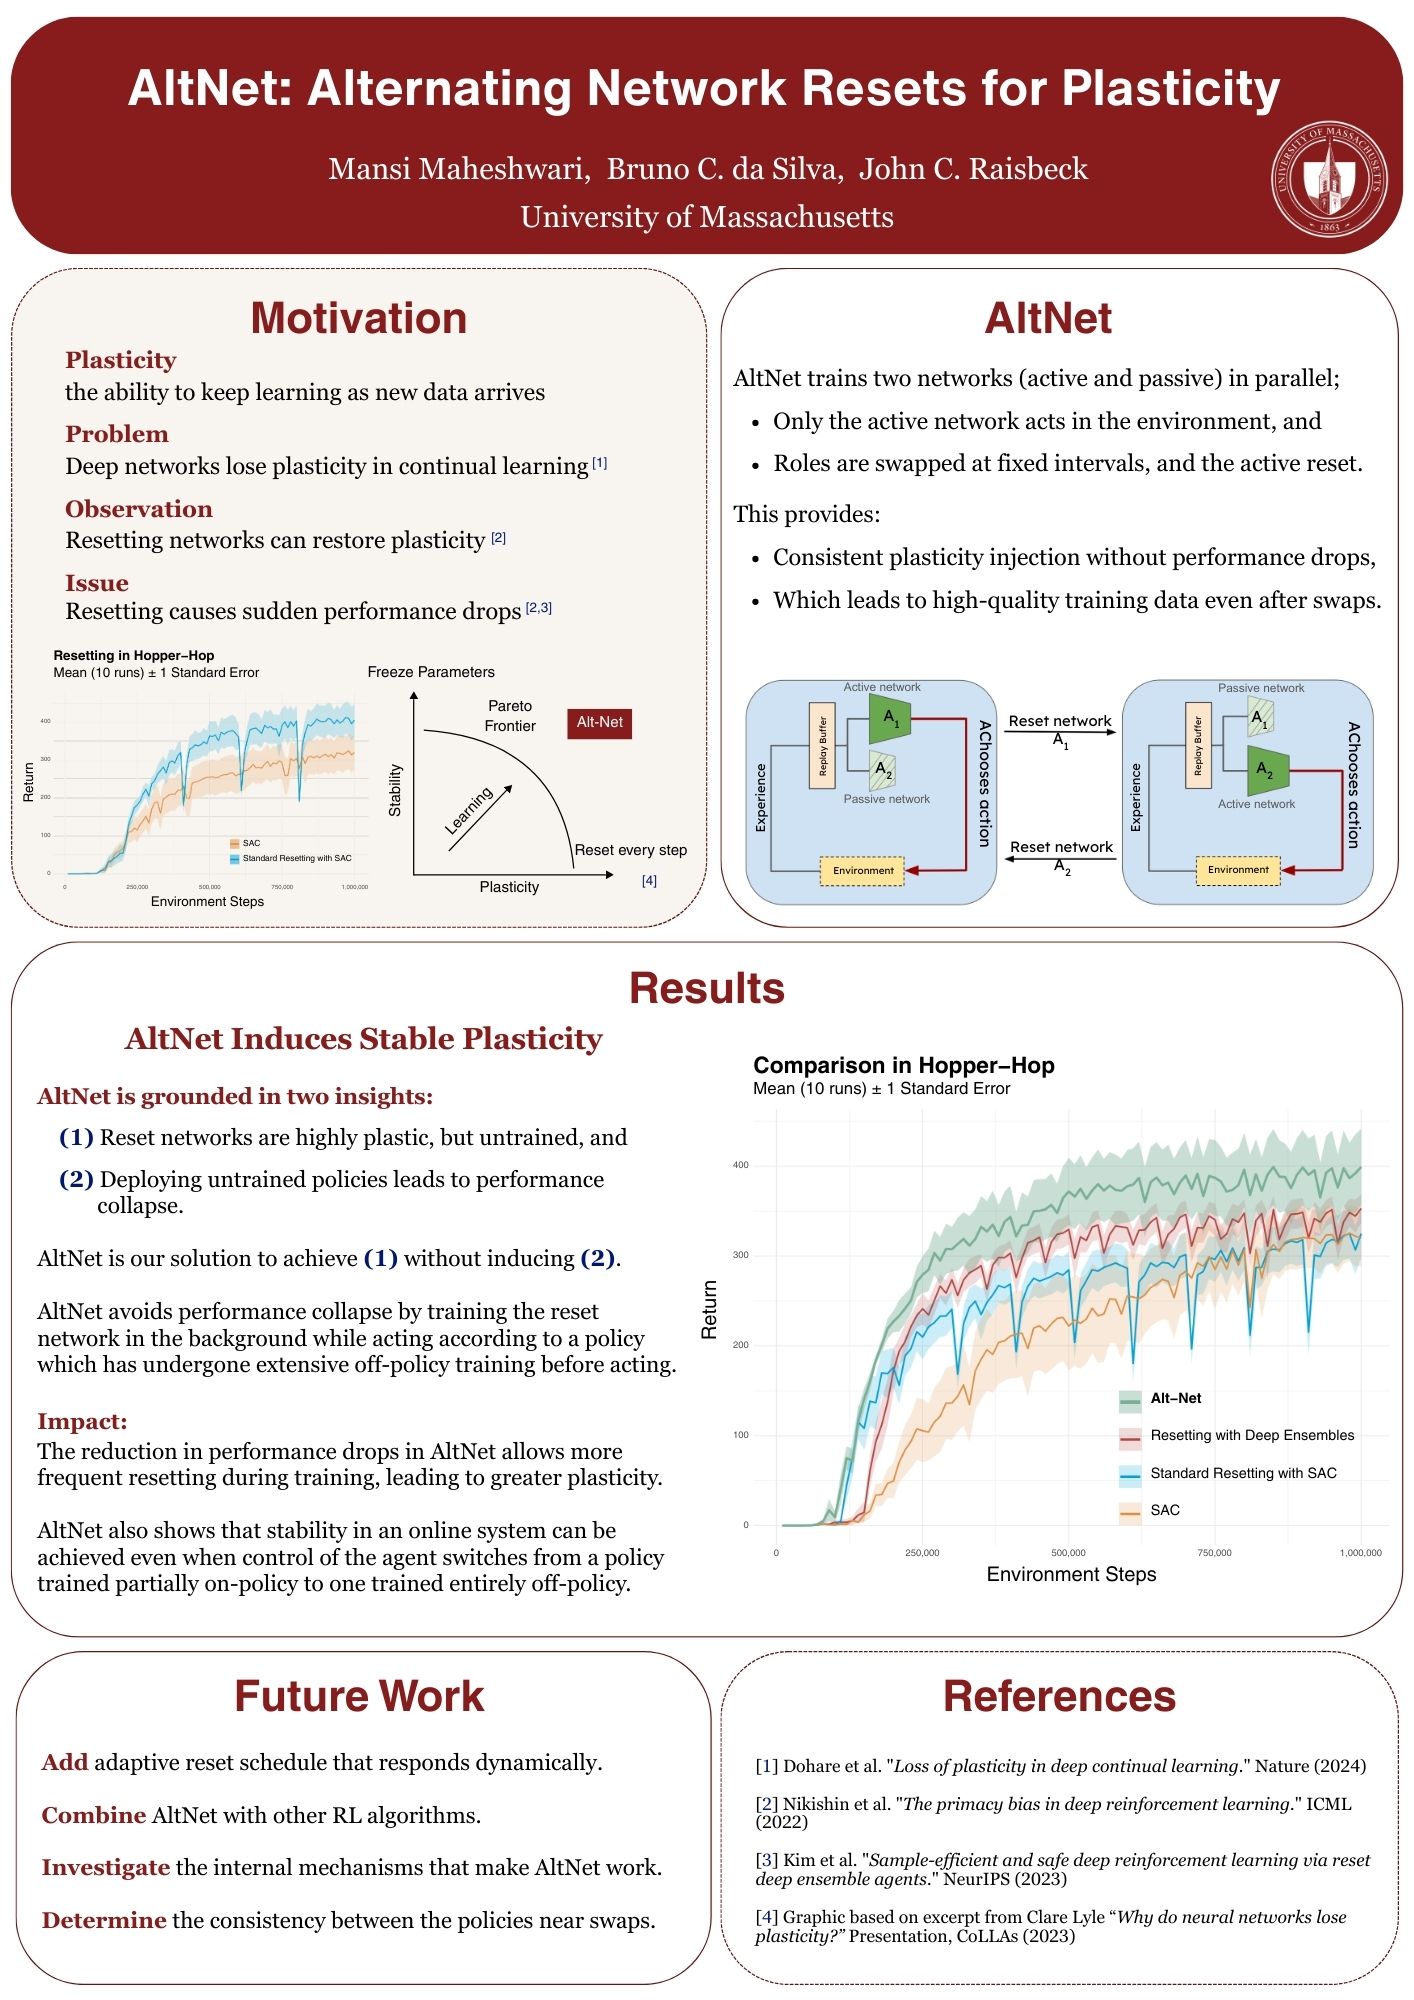 AltNet: Alternating Network Resets for Plasticity
Mansi Maheshwari, Bruno C. da Silva, John C. Raisbeck
University of Massachusetts
UNIVERSITY OF MASSACHUSETTS
1863
Motivation
Plasticity
the ability to keep learning as new data arrives
Problem
Deep networks lose plasticity in continual learning [1]
Observation
Resetting networks can restore plasticity [2]
Issue
Resetting causes sudden performance drops [2,3]
Resetting in Hopper−Hop
Mean (10 runs) ± 1 Standard Error
Return
400
300
200
100
0
SAC
Standard Resetting with SAC
0 250,000 500,000 750,000 1,000,000
Environment Steps
Freeze Parameters
Pareto
Frontier
Alt-Net
Stability
Learning
Reset every step
Plasticity
[4]
AltNet
AltNet trains two networks (active and passive) in parallel;
• Only the active network acts in the environment, and
• Roles are swapped at fixed intervals, and the active reset.
This provides:
• Consistent plasticity injection without performance drops,
• Which leads to high-quality training data even after swaps.
Active network
A1
Replay Buffer
A2
Passive network
Experience
AChooses action
Environment
Reset network
A1
Reset network
A2
Passive network
A1
Replay Buffer
A2
Active network
Experience
AChooses action
Environment
Results
AltNet Induces Stable Plasticity
AltNet is grounded in two insights:
(1) Reset networks are highly plastic, but untrained, and
(2) Deploying untrained policies leads to performance
collapse.
AltNet is our solution to achieve (1) without inducing (2).
AltNet avoids performance collapse by training the reset
network in the background while acting according to a policy
which has undergone extensive off-policy training before acting.
Impact:
The reduction in performance drops in AltNet allows more
frequent resetting during training, leading to greater plasticity.
AltNet also shows that stability in an online system can be
achieved even when control of the agent switches from a policy
trained partially on-policy to one trained entirely off-policy.
Comparison in Hopper−Hop
Mean (10 runs) ± 1 Standard Error
Return
400
300
200
100
0
Alt−Net
Resetting with Deep Ensembles
Standard Resetting with SAC
SAC
0 250,000 500,000 750,000 1,000,000
Environment Steps
Future Work
Add adaptive reset schedule that responds dynamically.
Combine AltNet with other RL algorithms.
Investigate the internal mechanisms that make AltNet work.
Determine the consistency between the policies near swaps.
References
[1] Dohare et al. "Loss of plasticity in deep continual learning." Nature (2024)
[2] Nikishin et al. "The primacy bias in deep reinforcement learning." ICML
(2022)
[3] Kim et al. "Sample-efficient and safe deep reinforcement learning via reset
deep ensemble agents." NeurIPS (2023)
[4] Graphic based on excerpt from Clare Lyle “Why do neural networks lose
plasticity?” Presentation, CoLLAs (2023)